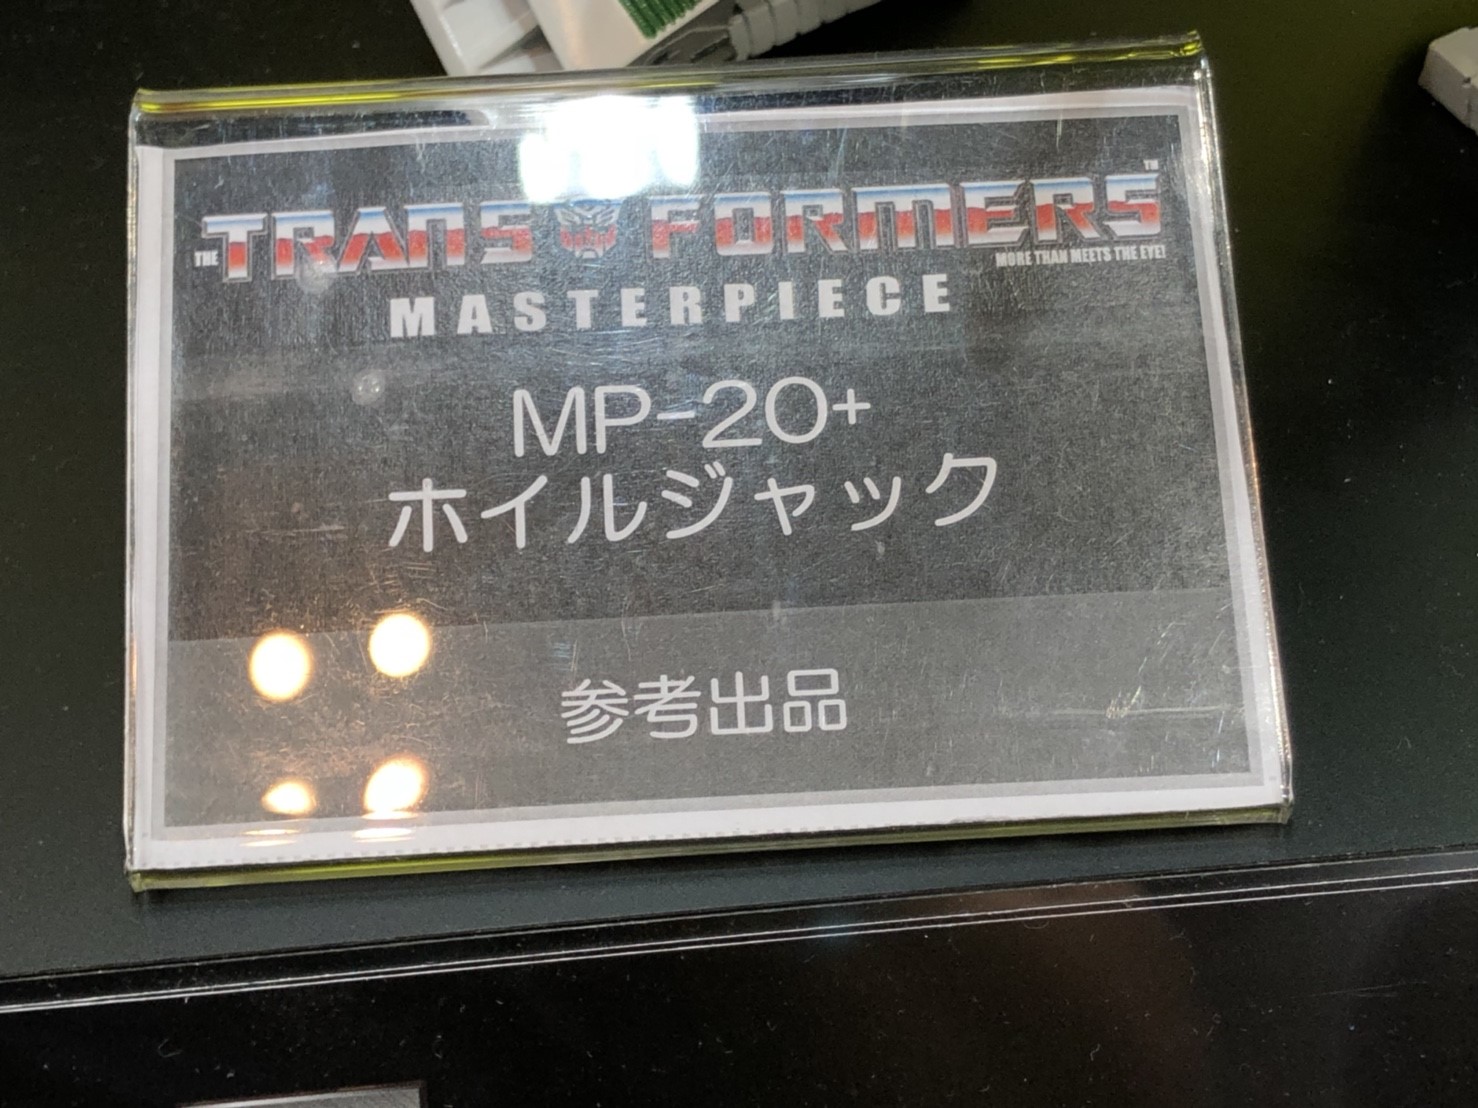 THE TRANSFORMERS TM
MORE THAN MEETS THE EYE!
MASTERPIECE
MP-20+
ホイルジャック
参考出品